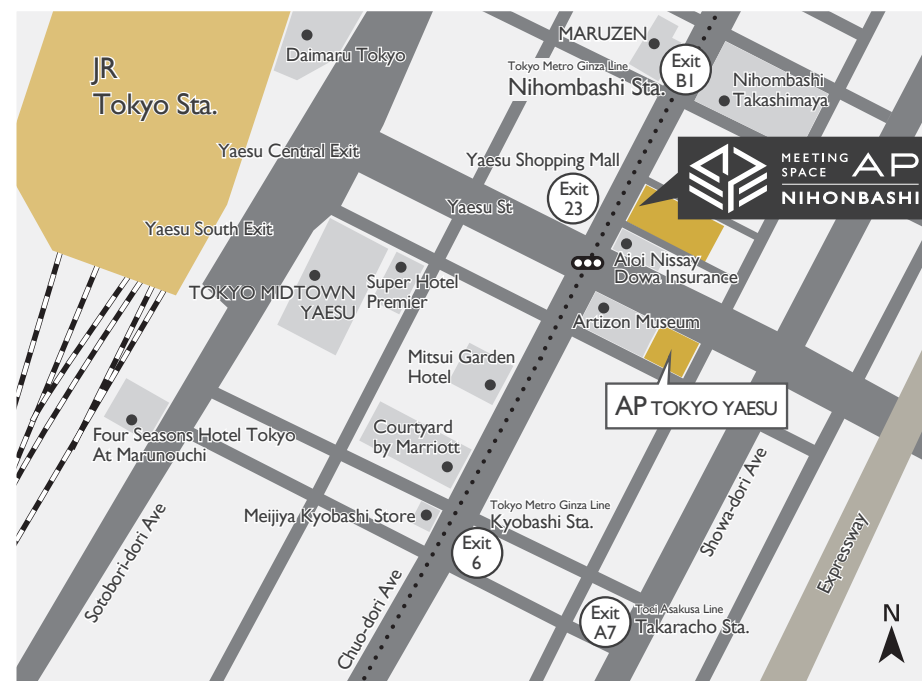 MARUZEN
JR
Tokyo Sta.
Daimaru Tokyo
Tokyo Metro Ginza Line
Nihombashi Sta.
Exit
B1
Nihombashi
Takashimaya
Yaesu Central Exit
Yaesu Shopping Mall
Exit
23
MEETING
SPACE
AP
NIHONBASHI
Yaesu St
Yaesu South Exit
Aioi Nissay
Dowa Insurance
TOKYO MIDTOWN
YAESU
Super Hotel
Premier
Artizon Museum
Mitsui Garden
Hotel
AP TOKYO YAESU
Four Seasons Hotel Tokyo
At Marunouchi
Courtyard
by Marriott
Meijiya Kyobashi Store
Tokyo Metro Ginza Line
Kyobashi Sta.
Exit
6
Sotobori-dori Ave
Chuo-dori Ave
Showa-dori Ave
Expressway
Exit
A7
Toei Asakusa Line
Takaracho Sta.
N